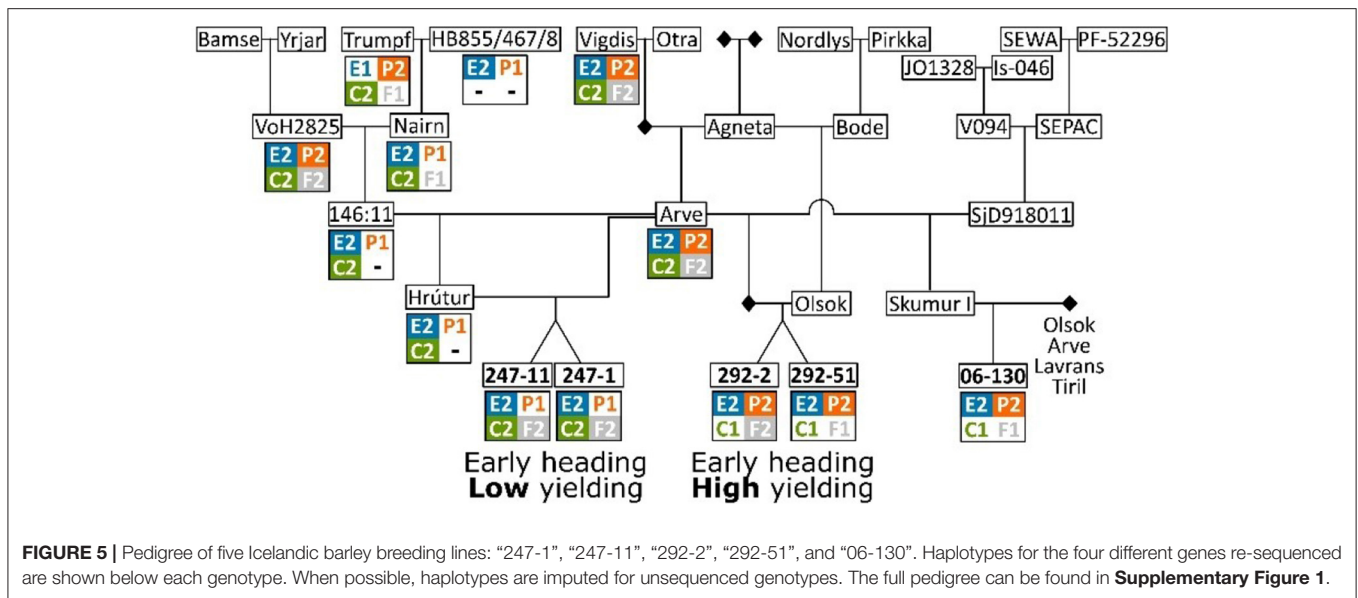 Bamse Yrjar Trumpf HB855/467/8 Vigdis Otra Nordlys Pirkka SEWA PF-52296
JO1328 Is-046
E1 P2 E2 P1 E2 P2
C2 F1 - - C2 F2
VoH2825 Nairn Agneta Bode V094 SEPAC
E2 P2 E2 P1
C2 F2 C2 F1
146:11 Arve SjD918011
E2 P1 E2 P2
C2 - C2 F2
Hrútur Olsok Skumur I
E2 P1 Olsok
C2 - Arve
Lavrans
Tiril
247-11 247-1 292-2 292-51 06-130
E2 P1 E2 P1 E2 P2 E2 P2 E2 P2
C2 F2 C2 F2 C1 F2 C1 F1 C1 F1
Early heading Early heading
Low yielding High yielding
FIGURE 5 | Pedigree of five Icelandic barley breeding lines: “247-1”, “247-11”, “292-2”, “292-51”, and “06-130”. Haplotypes for the four different genes re-sequenced
are shown below each genotype. When possible, haplotypes are imputed for unsequenced genotypes. The full pedigree can be found in Supplementary Figure 1.